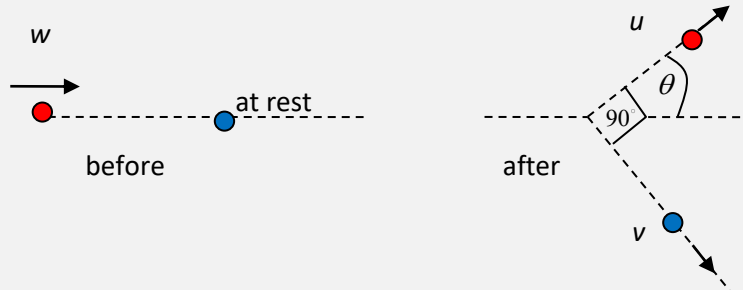 w
at rest
before
u
θ
90°
after
v